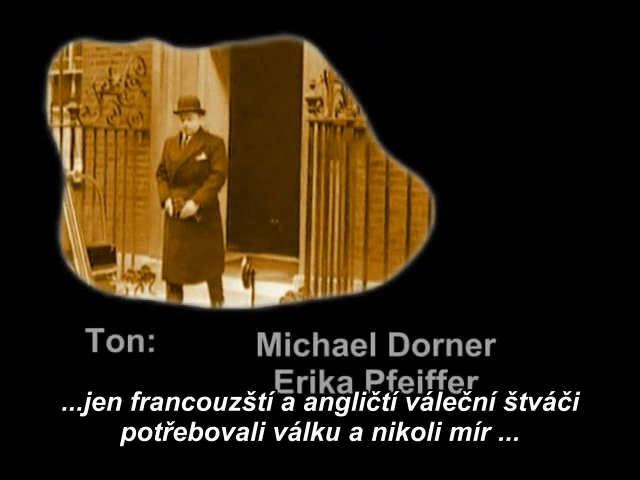 Ton:
Michael Dorner
Erika Pfeiffer
...jen francouzští a angličtí váleční štváči
potřebovali válku a nikoli mír ...